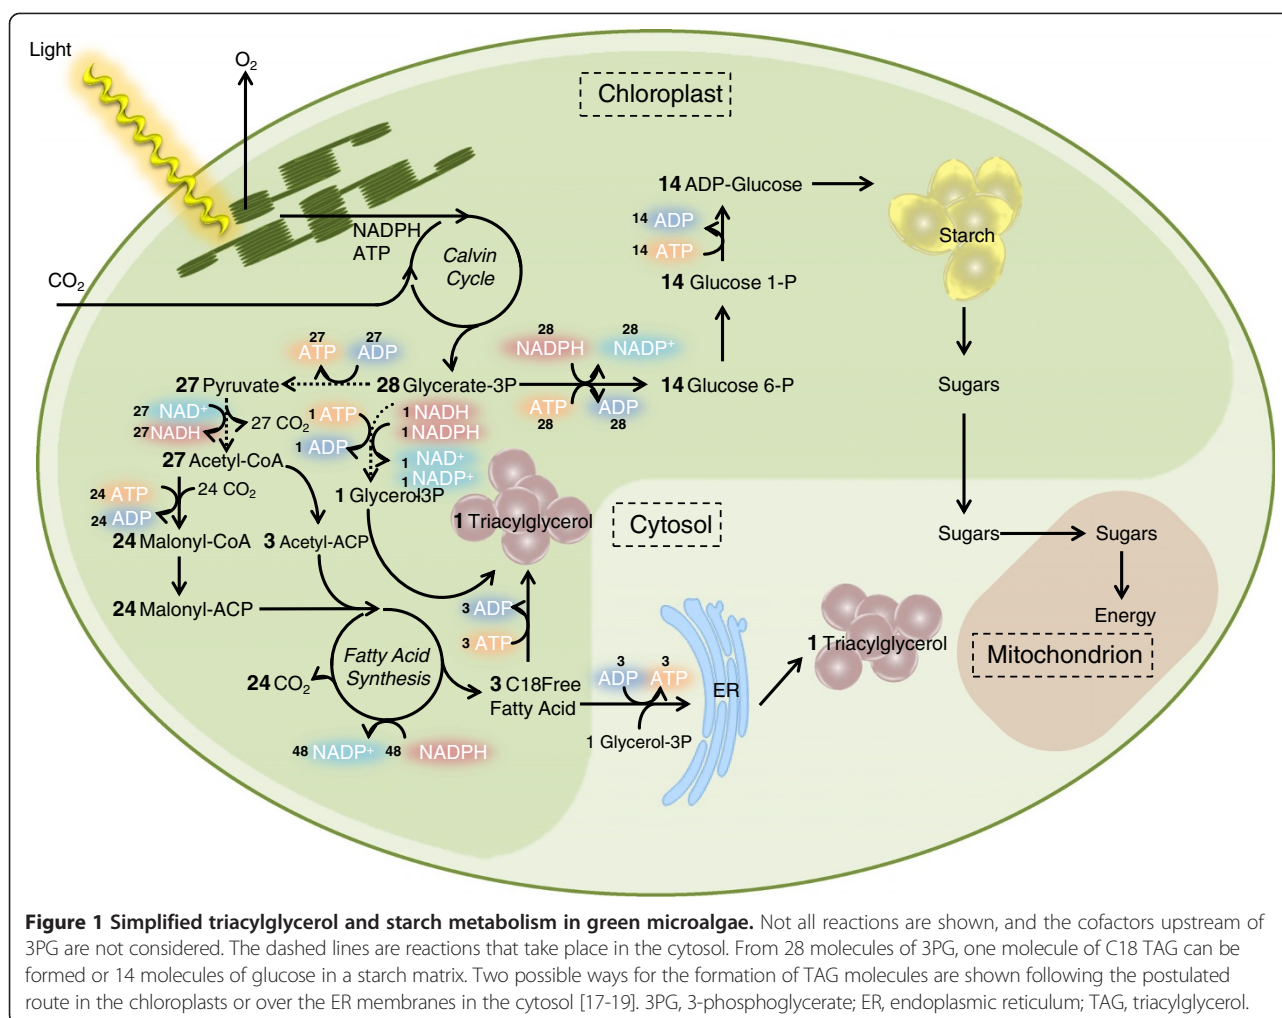 Light
O2
Chloroplast
14 ADP-Glucose
14 ADP
14 ATP
Starch
NADPH
ATP
Calvin
Cycle
CO2
14 Glucose 1-P
27
ATP
27
ADP
28
NADPH
28
NADP+
27 Pyruvate
28 Glycerate-3P
14 Glucose 6-P
Sugars
ATP
28
ADP
28
27 NAD+
27 NADH
27 CO2
1 ATP
1 ADP
1 NADH
1 NADPH
1 NAD+
1 NADP+
27 Acetyl-CoA
24 ATP
24 CO2
24 ADP
1 Glycerol3P
1 Triacylglycerol
Cytosol
24 Malonyl-CoA
3 Acetyl-ACP
Sugars
Sugars
24 Malonyl-ACP
3 ADP
3 ATP
Energy
Fatty Acid
Synthesis
24 CO2
3 C18Free
Fatty Acid
3
ADP
3
ATP
ER
1 Triacylglycerol
Mitochondrion
1 Glycerol-3P
48 NADP+
48 NADPH
Figure 1 Simplified triacylglycerol and starch metabolism in green microalgae. Not all reactions are shown, and the cofactors upstream of
3PG are not considered. The dashed lines are reactions that take place in the cytosol. From 28 molecules of 3PG, one molecule of C18 TAG can be
formed or 14 molecules of glucose in a starch matrix. Two possible ways for the formation of TAG molecules are shown following the postulated
route in the chloroplasts or over the ER membranes in the cytosol [17-19]. 3PG, 3-phosphoglycerate; ER, endoplasmic reticulum; TAG, triacylglycerol.